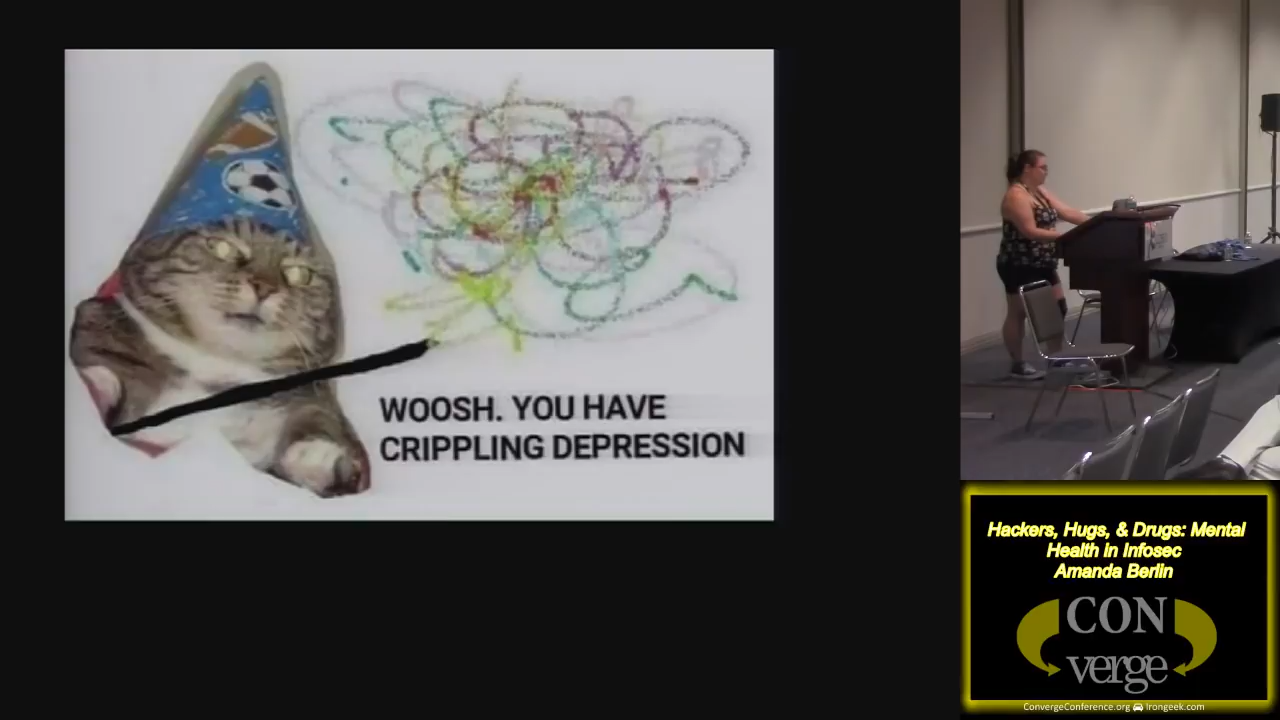 WOOSH. YOU HAVE
CRIPPLING DEPRESSION
Hackers, Hugs, & Drugs: Mental
Health in Infosec
Amanda Berlin
CON
verge
ConvergeConference.org Irongeek.com